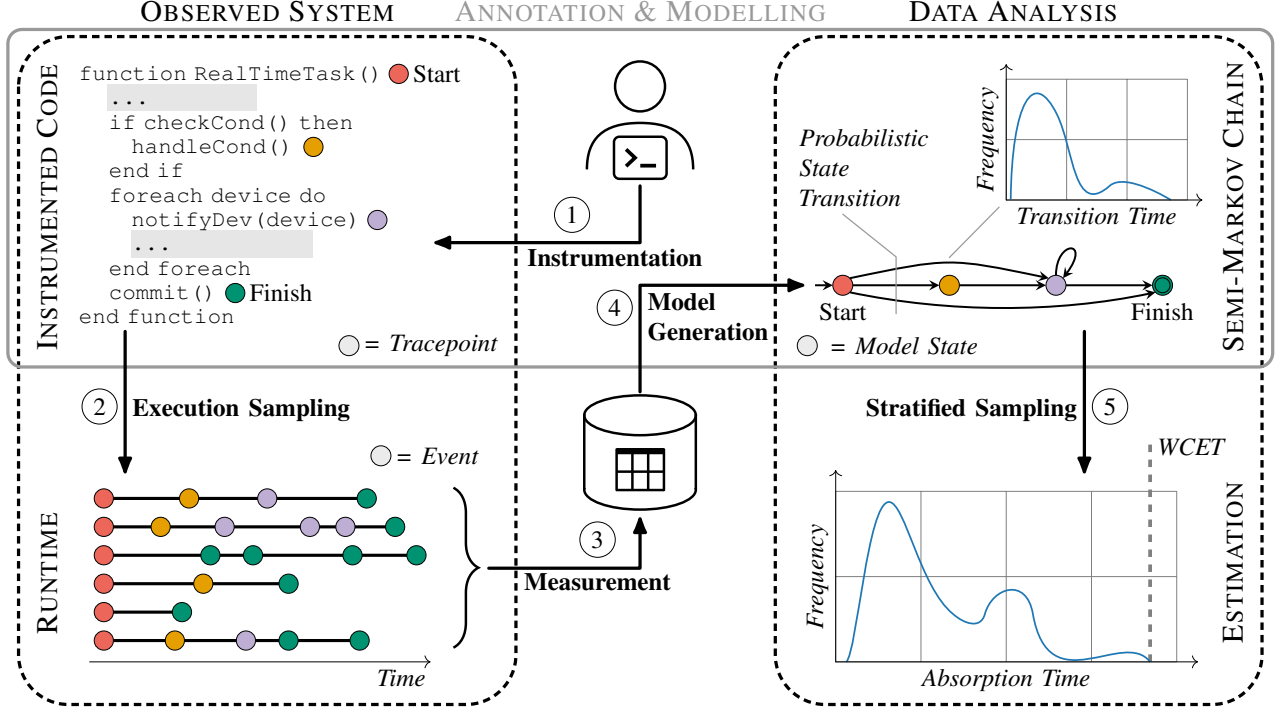 OBSERVED SYSTEM
ANNOTATION & MODELLING
DATA ANALYSIS
INSTRUMENTED CODE
function RealTimeTask() Start
...
if checkCond() then
handleCond()
end if
foreach device do
notifyDev(device)
...
end foreach
commit() Finish
end function
= Tracepoint
1
Instrumentation
4
Model
Generation
Probabilistic
State
Transition
Frequency
Transition Time
Start
Finish
= Model State
SEMI-MARKOV CHAIN
2
Execution Sampling
= Event
RUNTIME
Time
3
Measurement
Stratified Sampling
5
WCET
Frequency
Absorption Time
ESTIMATION